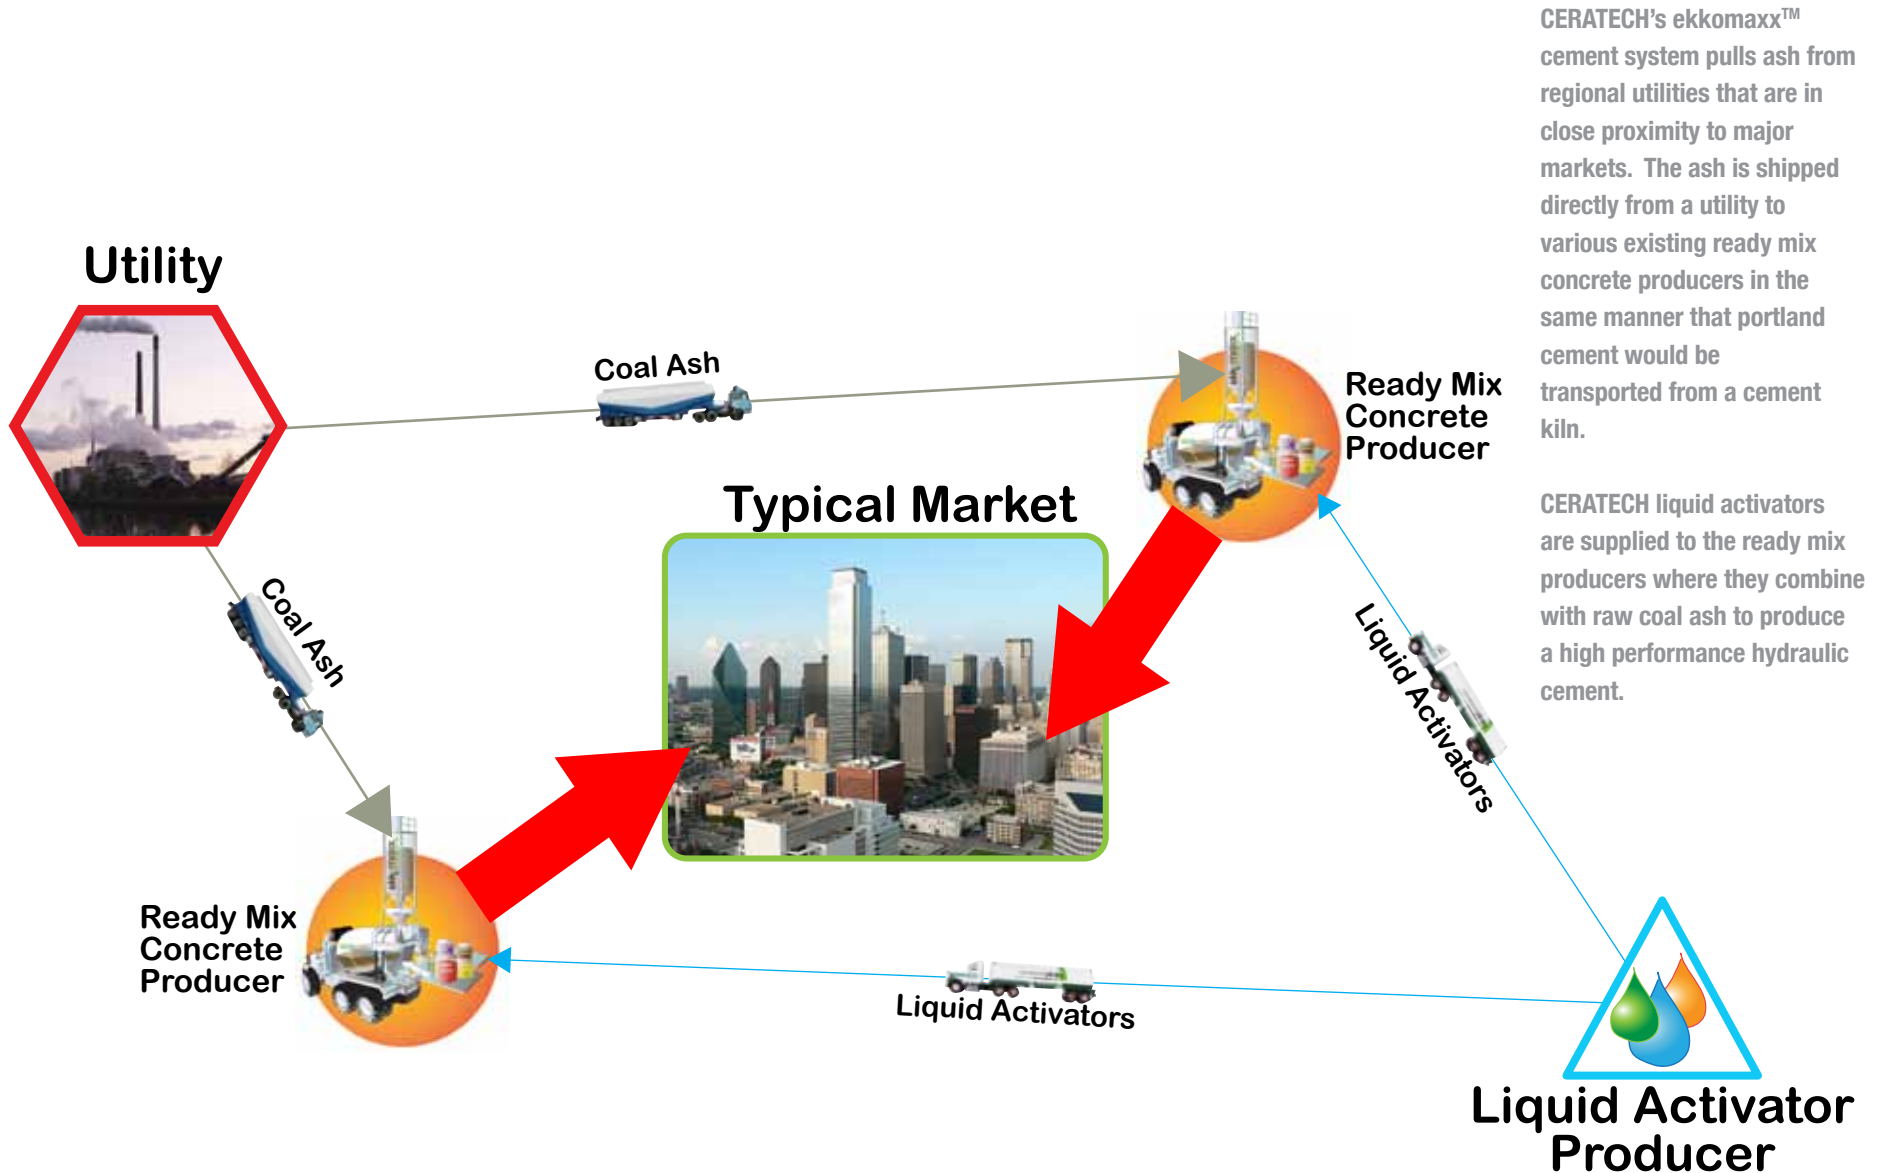 CERATECH's ekkomaxx™
cement system pulls ash from
regional utilities that are in
close proximity to major
markets.  The ash is shipped
directly from a utility to
various existing ready mix
concrete producers in the
same manner that portland
cement would be
transported from a cement
kiln.
CERATECH liquid activators
are supplied to the ready mix
producers where they combine
with raw coal ash to produce
a high performance hydraulic
cement.
Utility
Coal Ash
Ready Mix
Concrete
Producer
Typical Market
Coal Ash
Liquid Activators
Ready Mix
Concrete
Producer
Liquid Activators
Liquid Activator
Producer